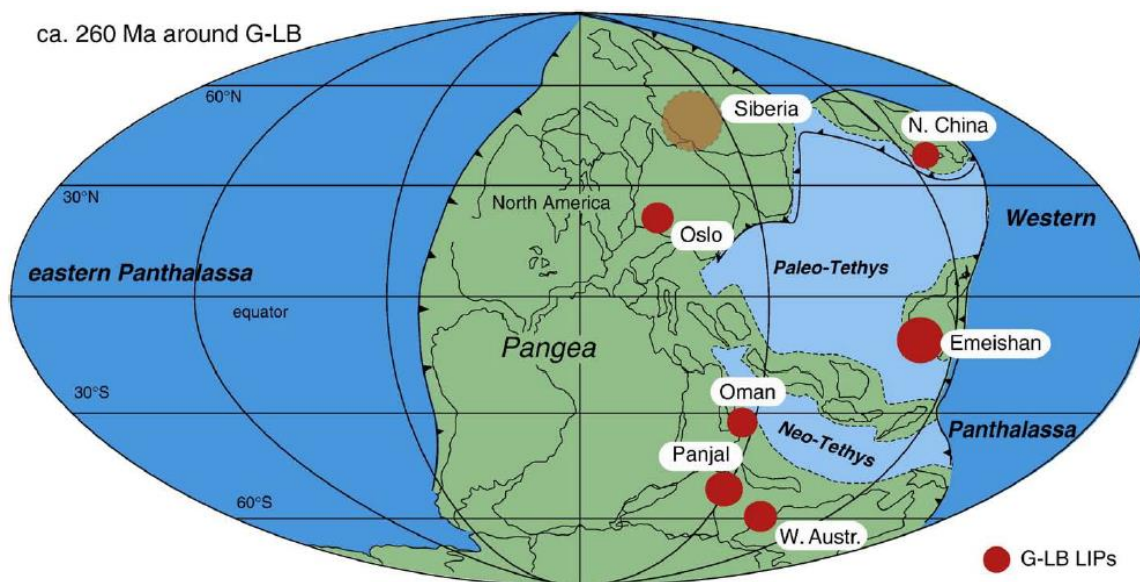 ca. 260 Ma around G-LB
60°N
Siberia
N. China
30°N
North America
Western
Oslo
eastern Panthalassa
Paleo-Tethys
equator
Pangea
Emeishan
Oman
30°S
Neo-Tethys
Panthalassa
Panjal
60°S
W. Austr.
G-LB LIPs